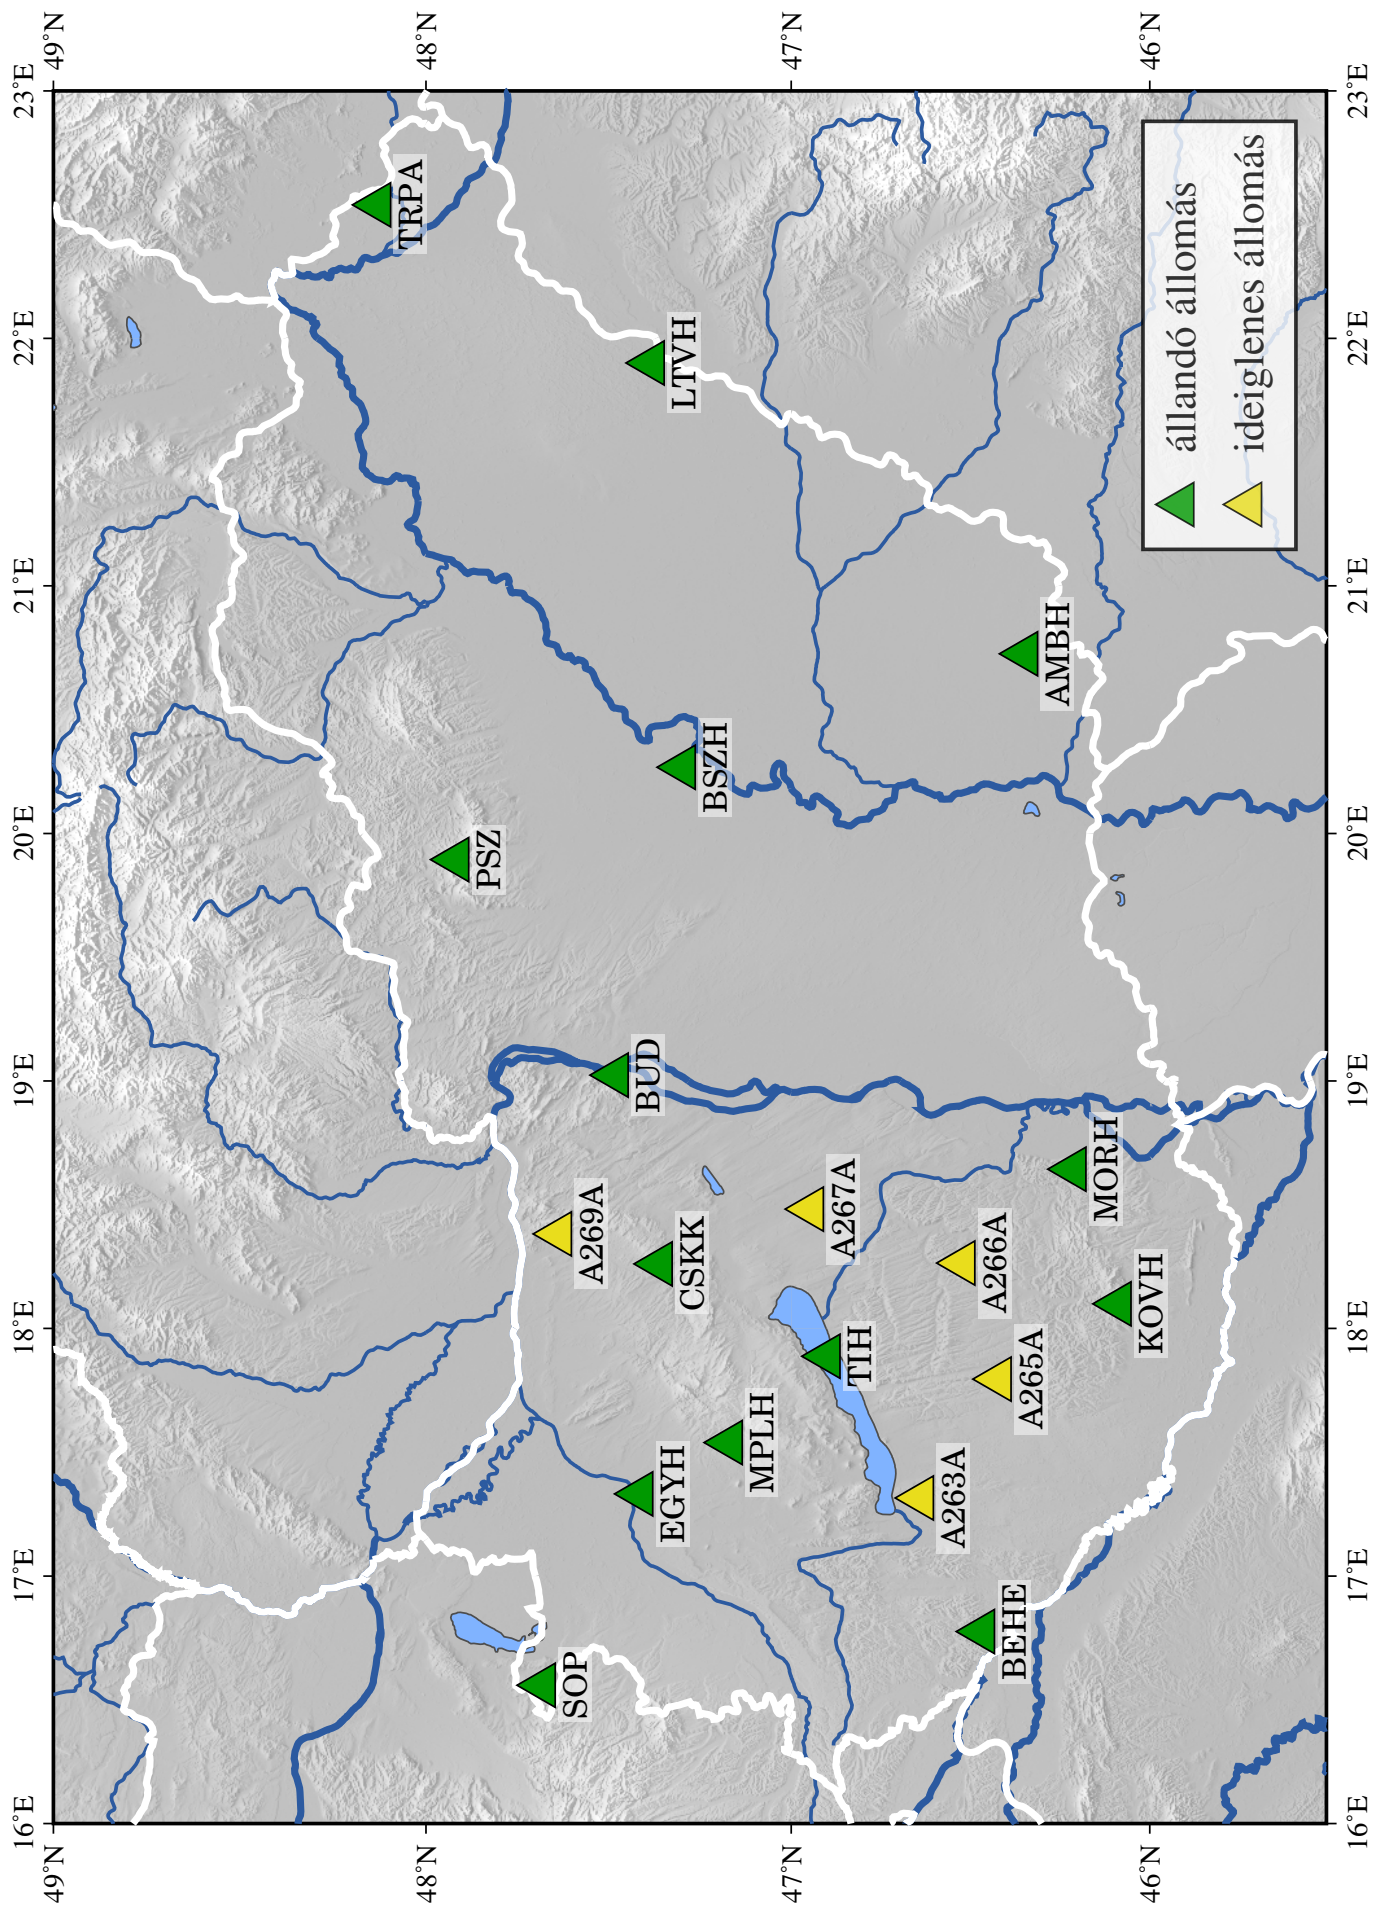 16˚E
17˚E
18˚E
19˚E
20˚E
21˚E
22˚E
23˚E
49˚N
49˚N
48˚N
48˚N
47˚N
47˚N
46˚N
46˚N
TRPA
LTVH
PSZ
BSZH
BUD
A269A
CSKK
A267A
AMBH
SOP
EGYH
MPLH
TIH
A266A
MORH
A263A
A265A
KOVH
BEHE
állandó állomás
ideiglenes állomás
16˚E
17˚E
18˚E
19˚E
20˚E
21˚E
22˚E
23˚E